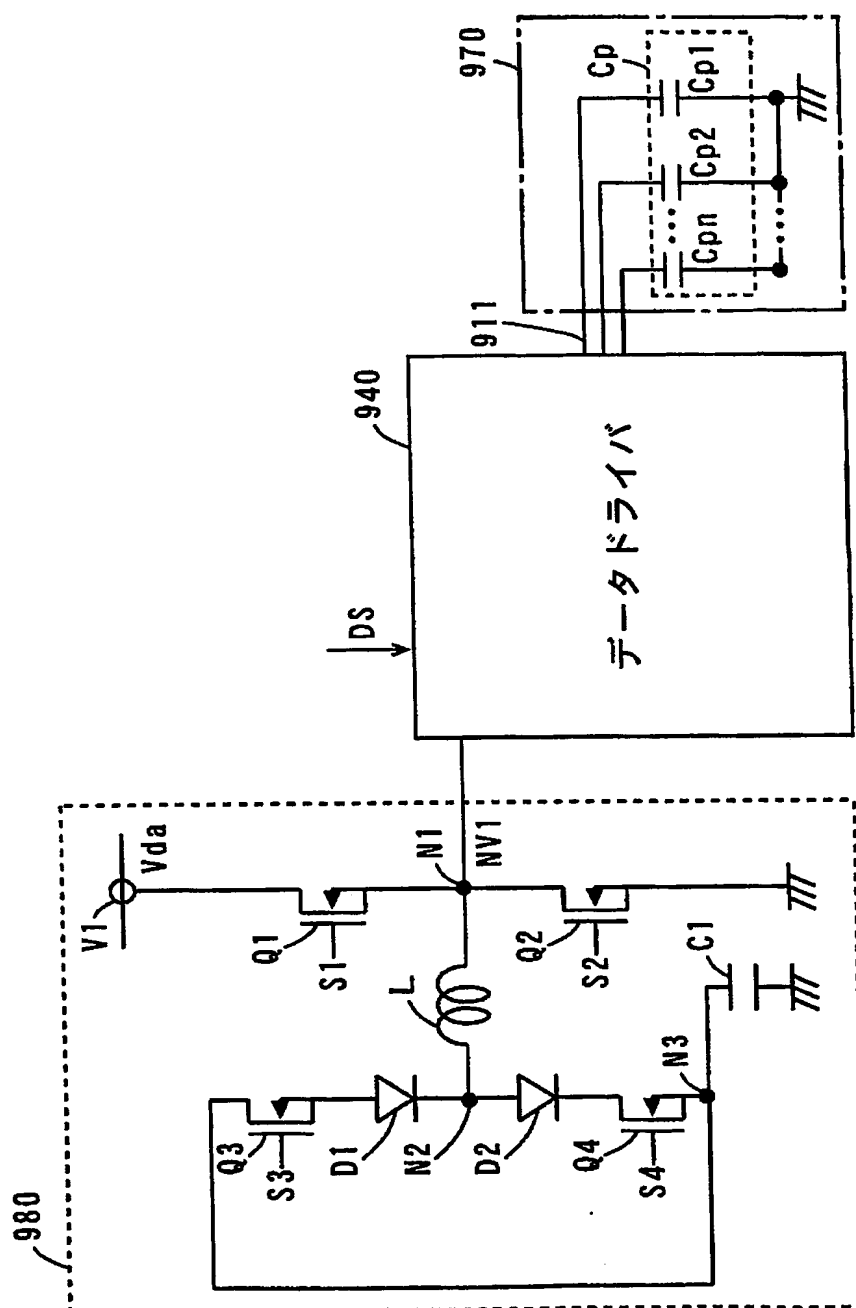 980
V1
Vda
Q1
S1
N1
NV1
L
Q2
S2
Q3
S3
D1
N2
D2
Q4
S4
N3
C1
DS
940
データドライバ
911
970
Cp
Cp1
Cp2
Cpn